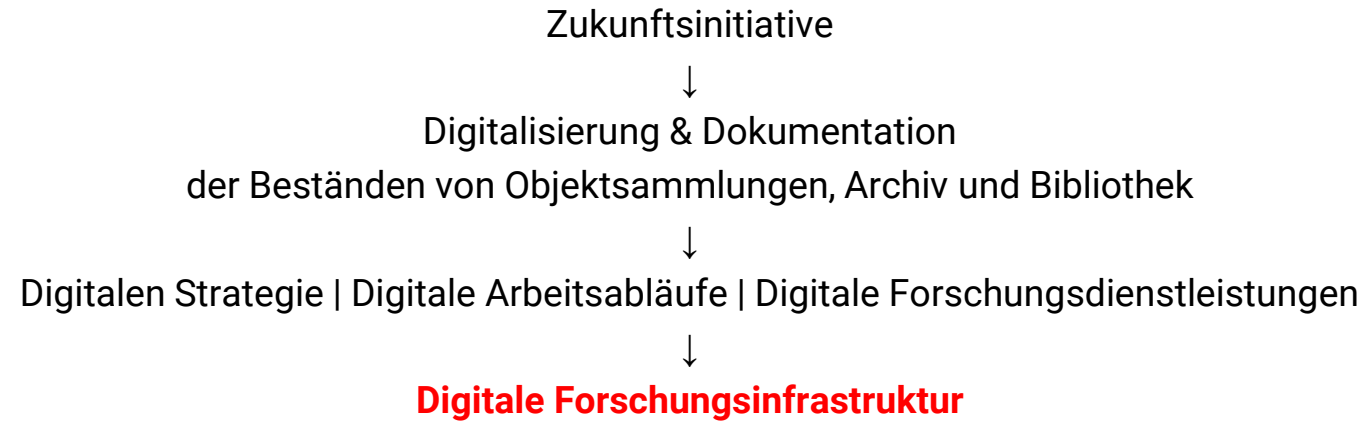 Zukunftsinitiative
↓
Digitalisierung & Dokumentation
der Beständen von Objektsammlungen, Archiv und Bibliothek
↓
Digitalen Strategie | Digitale Arbeitsabläufe | Digitale Forschungsdienstleistungen
↓
Digitale Forschungsinfrastruktur